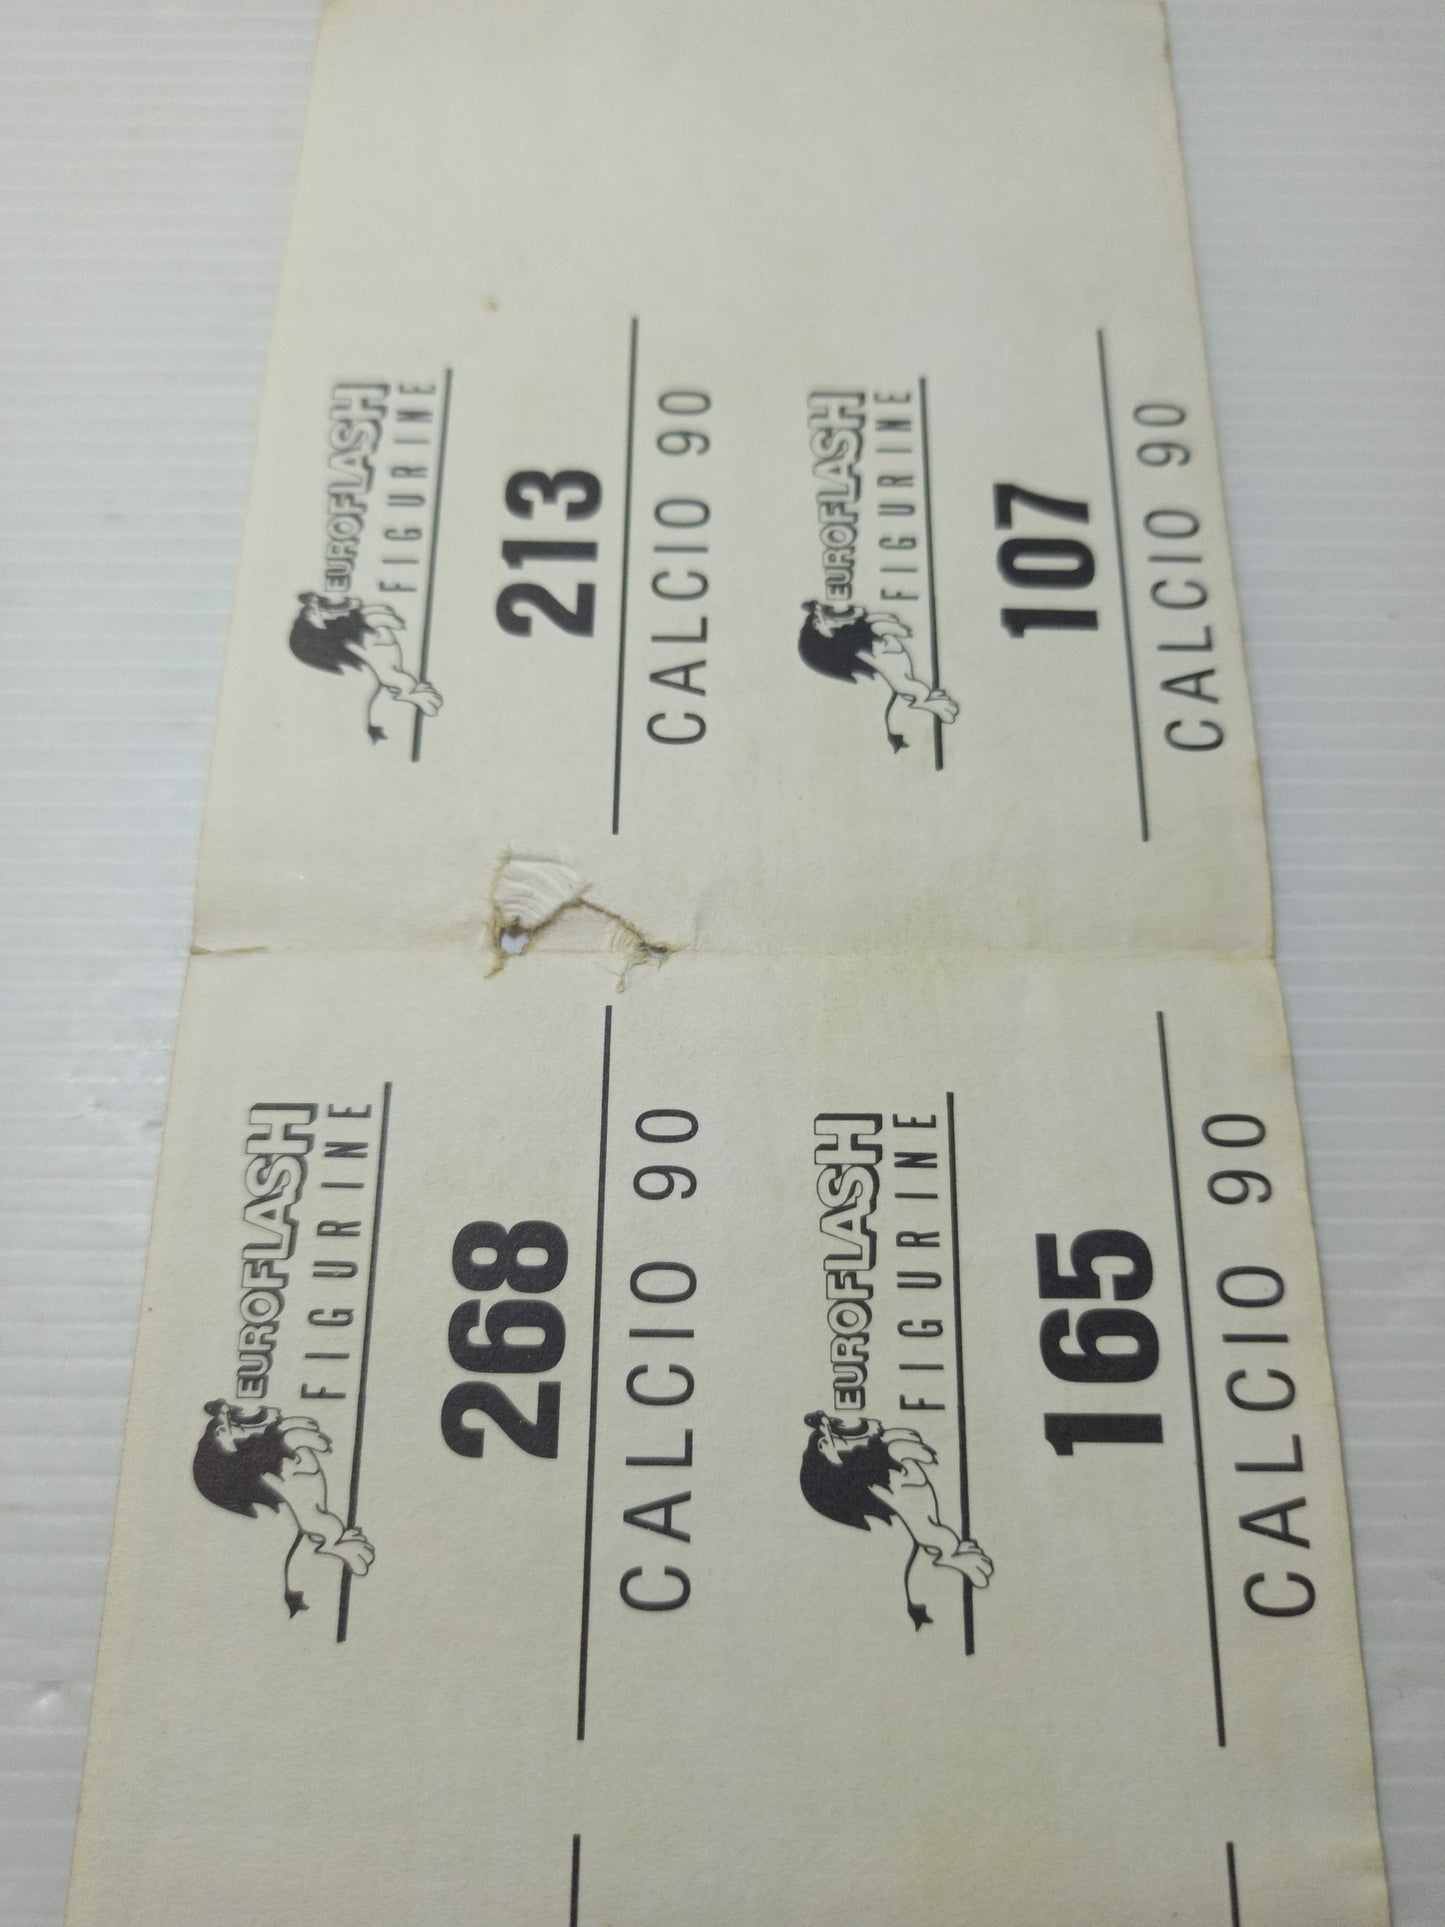 EUROFLASH
FIGURINE
268
CALCIO 90
EUROFLASH
FIGURINE
213
CALCIO 90
EUROFLASH
FIGURINE
165
CALCIO 90
EUROFLASH
FIGURINE
107
CALCIO 90